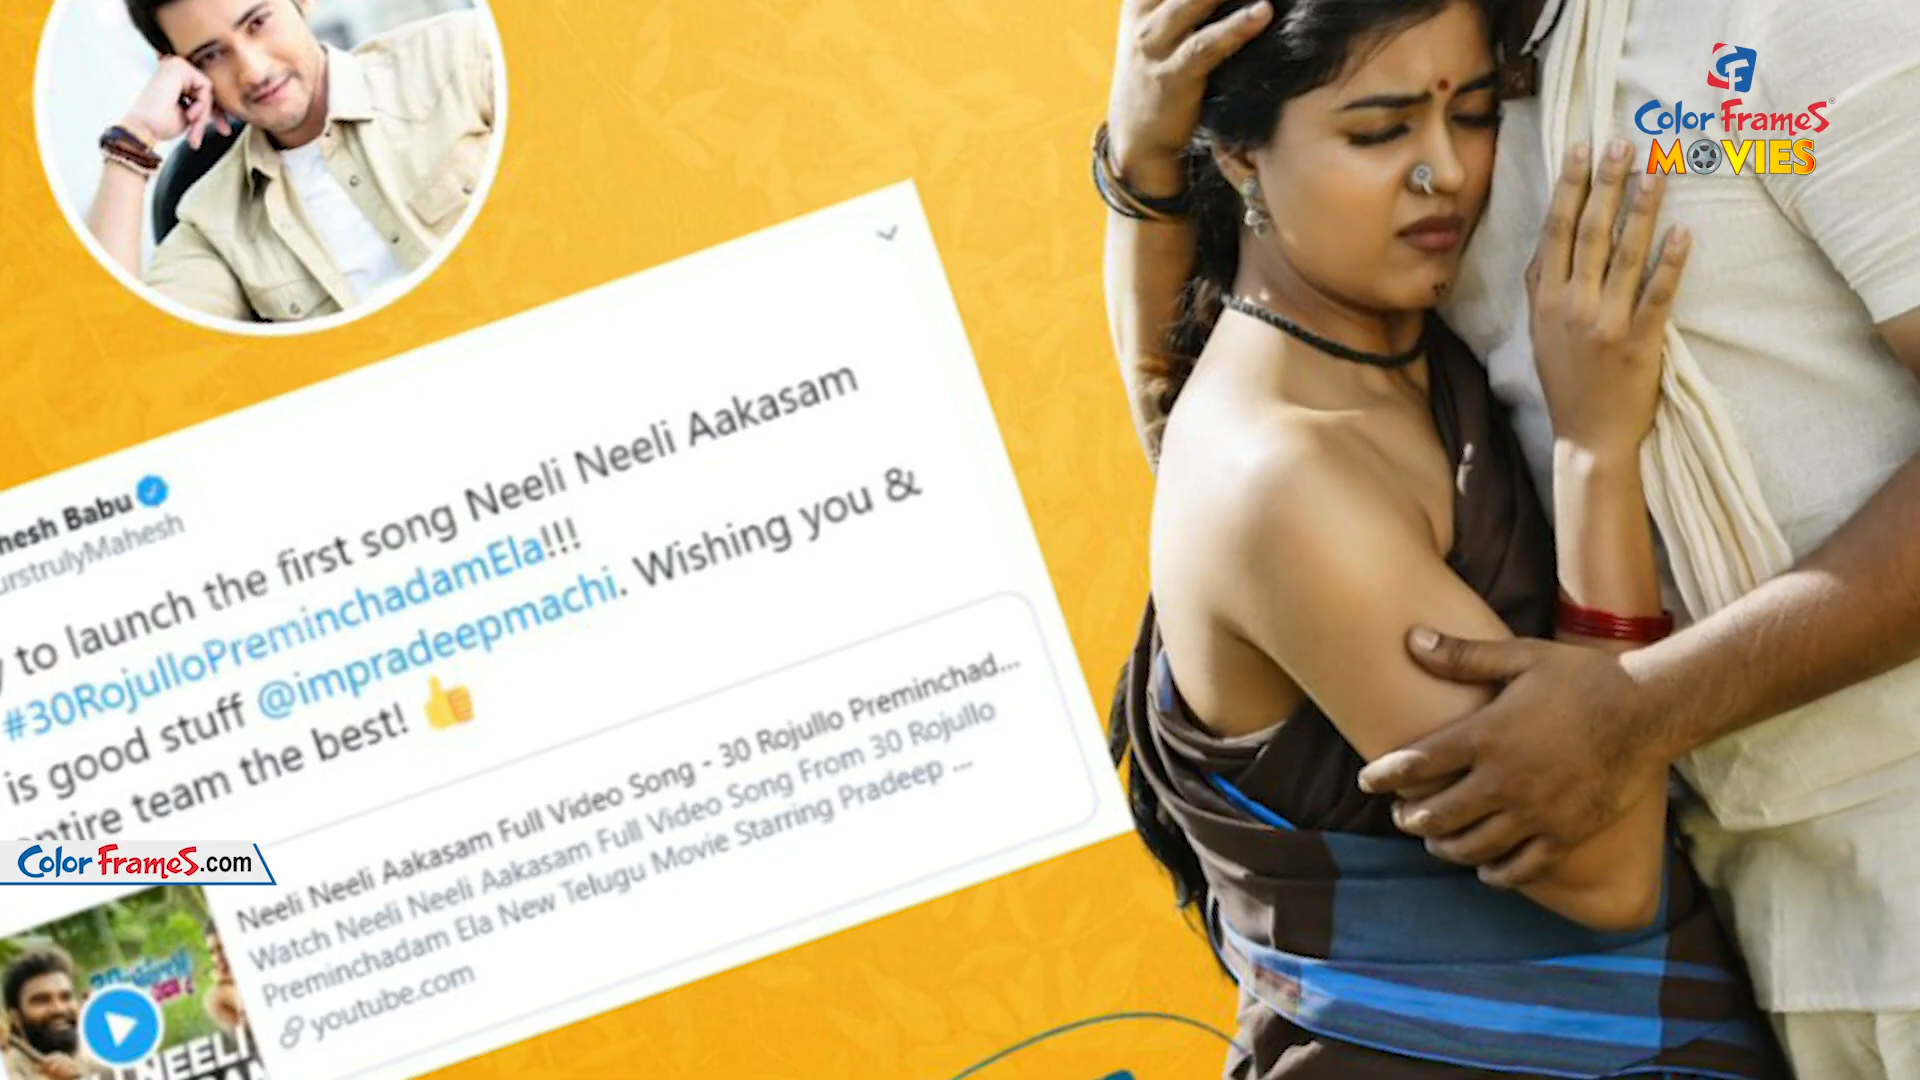 Color Frames
MOVIES
hesh Babu
urstrulyMahesh
to launch the first song Neeli Neeli Aakasam
#30RojulloPreminchadamEla!!!
is good stuff @impradeepmachi. Wishing you &
entire team the best! 👍
Color Frames.com
Neeli Neeli Aakasam Full Video Song - 30 Rojullo Preminchad...
Watch Neeli Neeli Aakasam Full Video Song From 30 Rojullo
Preminchadam Ela New Telugu Movie Starring Pradeep ...
youtube.com
NEELI